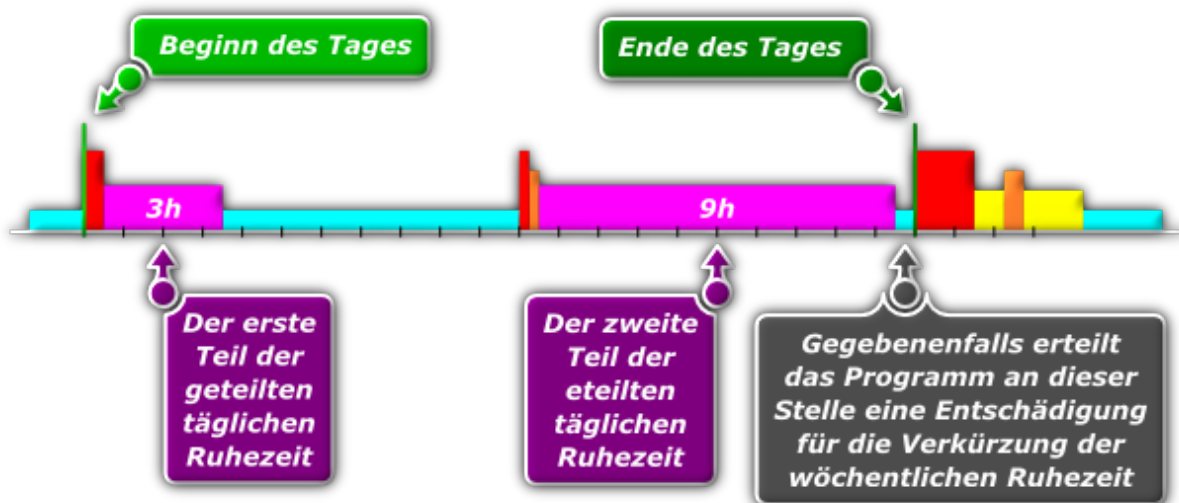 Beginn des Tages
Ende des Tages
3h
9h
Der erste
Teil der
geteilten
täglichen
Ruhezeit
Der zweite
Teil der
eteilten
täglichen
Ruhezeit
Gegebenenfalls erteilt
das Programm an dieser
Stelle eine Entschädigung
für die Verkürzung der
wöchentlichen Ruhezeit